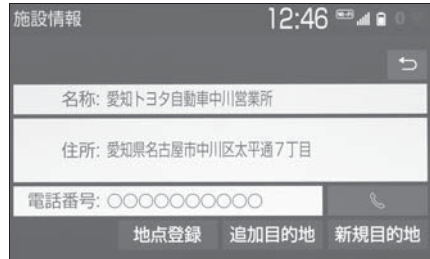 施設情報 12:46 Wi-Fi 0
名称: 愛知トヨタ自動車中川営業所
住所: 愛知県名古屋市中川区太平通7丁目
電話番号: ○○○○○○○○○○
地点登録 追加目的地 新規目的地